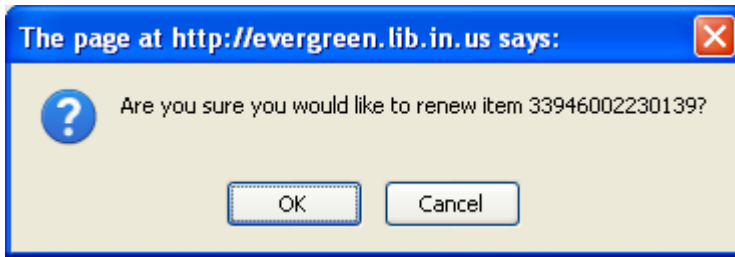 The page at http://evergreen.lib.in.us says:
Are you sure you would like to renew item 33946002230139?
OK Cancel